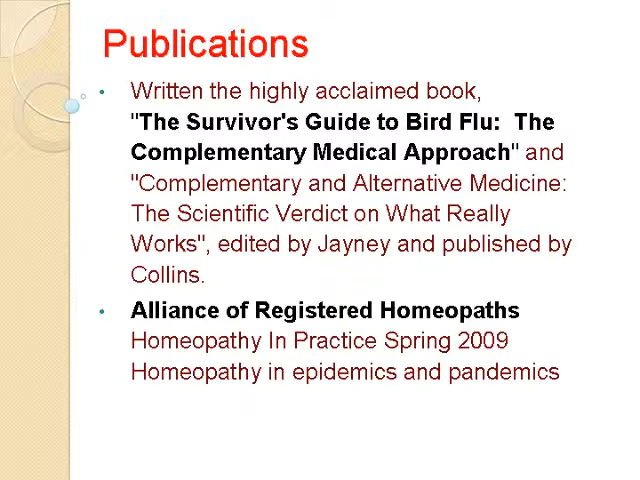 Publications
• Written the highly acclaimed book,
"The Survivor's Guide to Bird Flu:  The
Complementary Medical Approach" and
"Complementary and Alternative Medicine:
The Scientific Verdict on What Really
Works", edited by Jayney and published by
Collins.
• Alliance of Registered Homeopaths
Homeopathy In Practice Spring 2009
Homeopathy in epidemics and pandemics